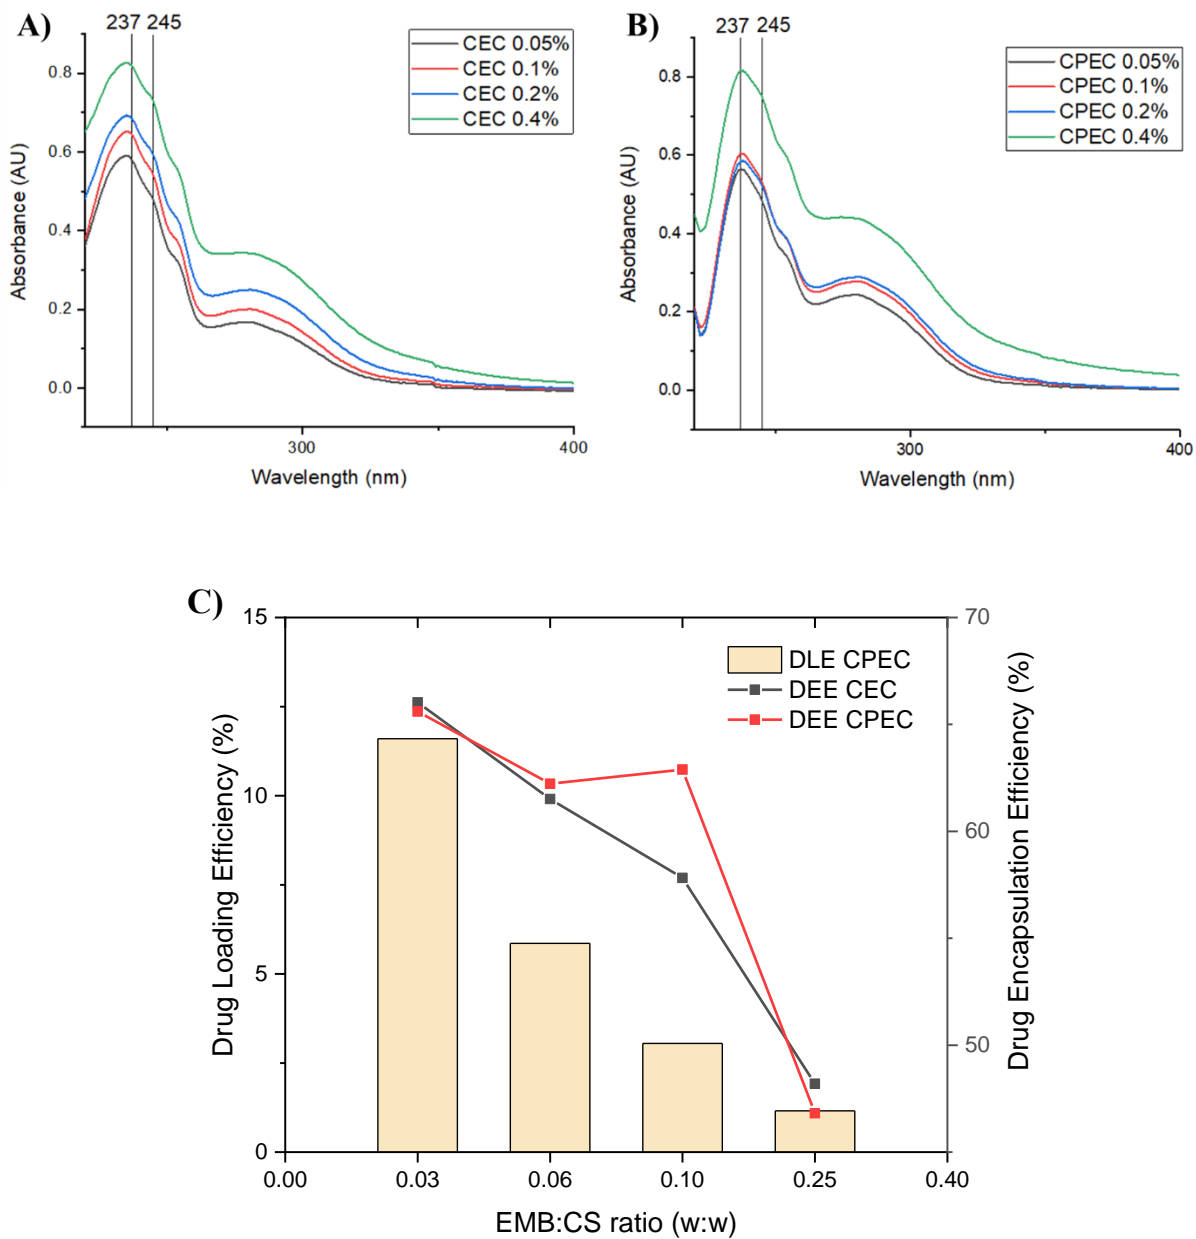 A)
237 245
CEC 0.05%
CEC 0.1%
CEC 0.2%
CEC 0.4%
0.8
0.6
0.4
0.2
0.0
Absorbance (AU)
300
400
Wavelength (nm)
B)
237 245
CPEC 0.05%
CPEC 0.1%
CPEC 0.2%
CPEC 0.4%
0.8
0.6
0.4
0.2
0.0
Absorbance (AU)
300
400
Wavelength (nm)
C)
15
10
5
0
Drug Loading Efficiency (%)
DLE CPEC
DEE CEC
DEE CPEC
70
60
50
Drug Encapsulation Efficiency (%)
0.00
0.03
0.06
0.10
0.25
0.40
EMB:CS ratio (w:w)